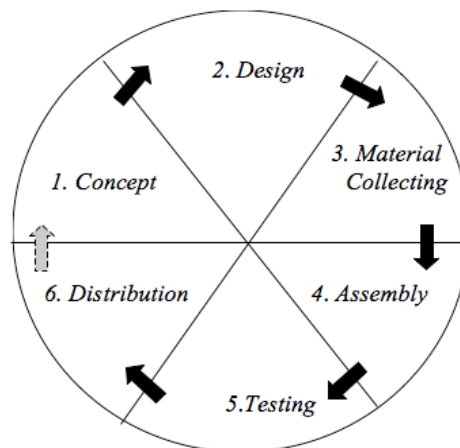 1. Concept
2. Design
3. Material
Collecting
4. Assembly
5.Testing
6. Distribution